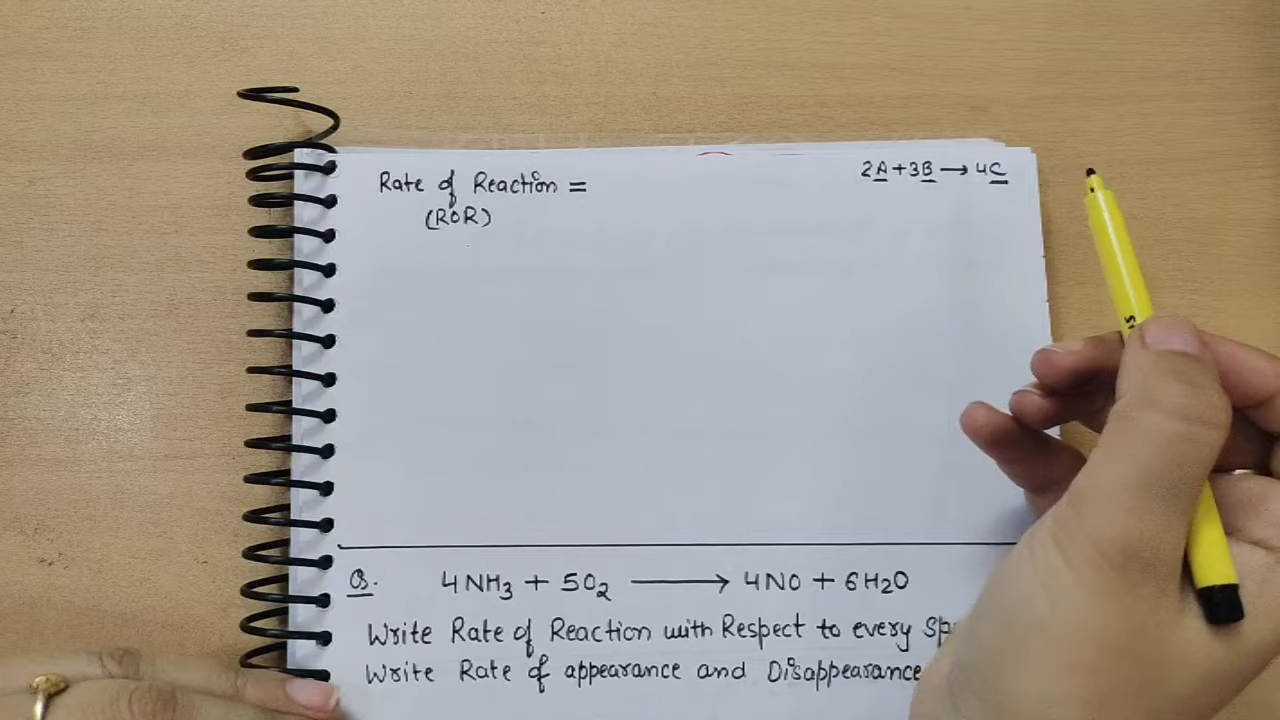 Rate of Reaction =
(ROR)
2A + 3B → 4C
Q. 4NH₃ + 5O₂ → 4NO + 6H₂O
Write Rate of Reaction with Respect to every
Write Rate of appearance and Disappearance